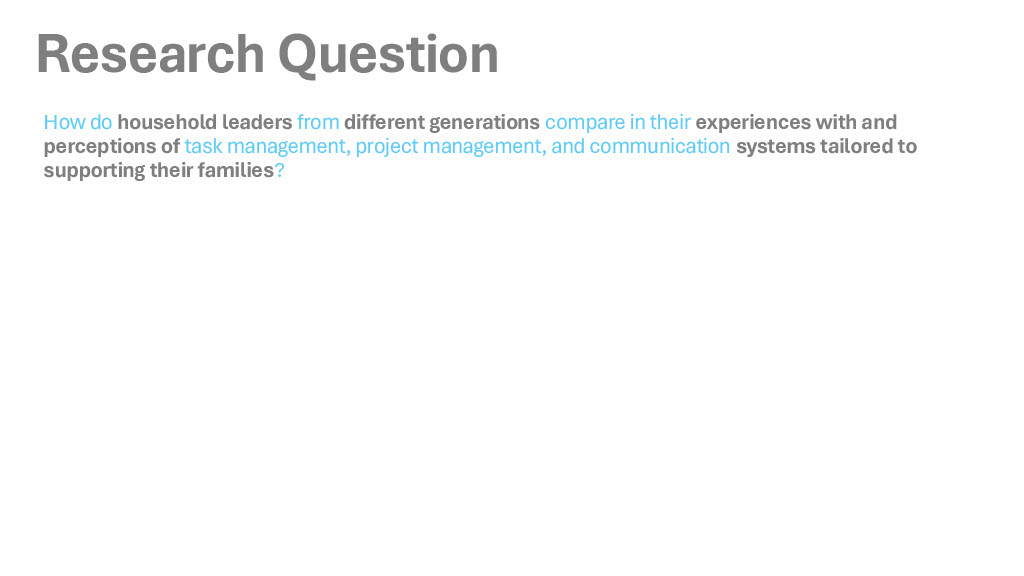 Research Question
How do household leaders from different generations compare in their experiences with and
perceptions of task management, project management, and communication systems tailored to
supporting their families?